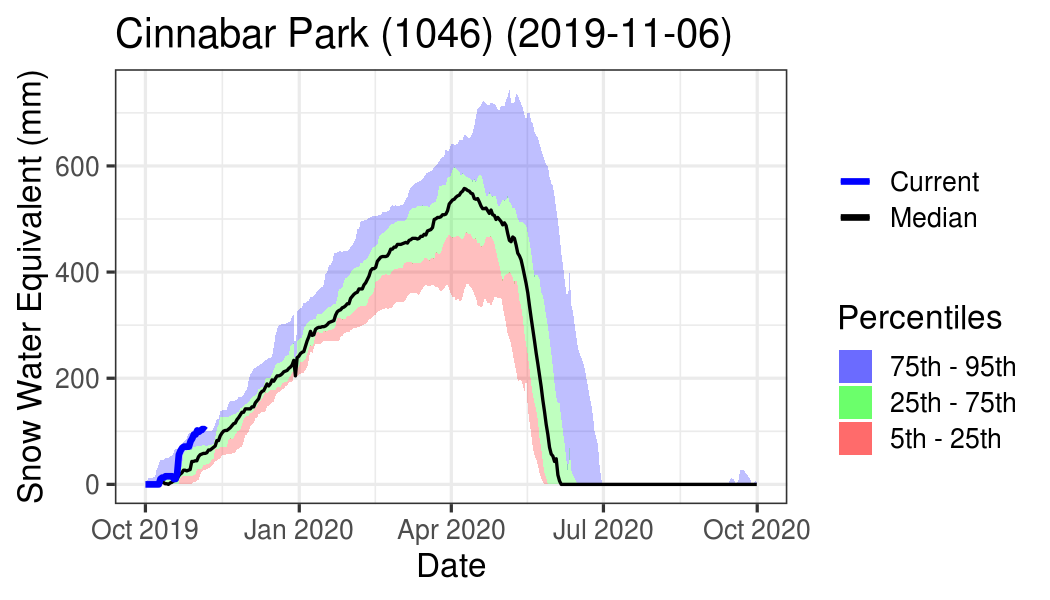 Cinnabar Park (1046) (2019-11-06)
Snow Water Equivalent (mm)
600
400
200
0
Oct 2019
Jan 2020
Apr 2020
Jul 2020
Oct 2020
Date
Current
Median
Percentiles
75th - 95th
25th - 75th
5th - 25th